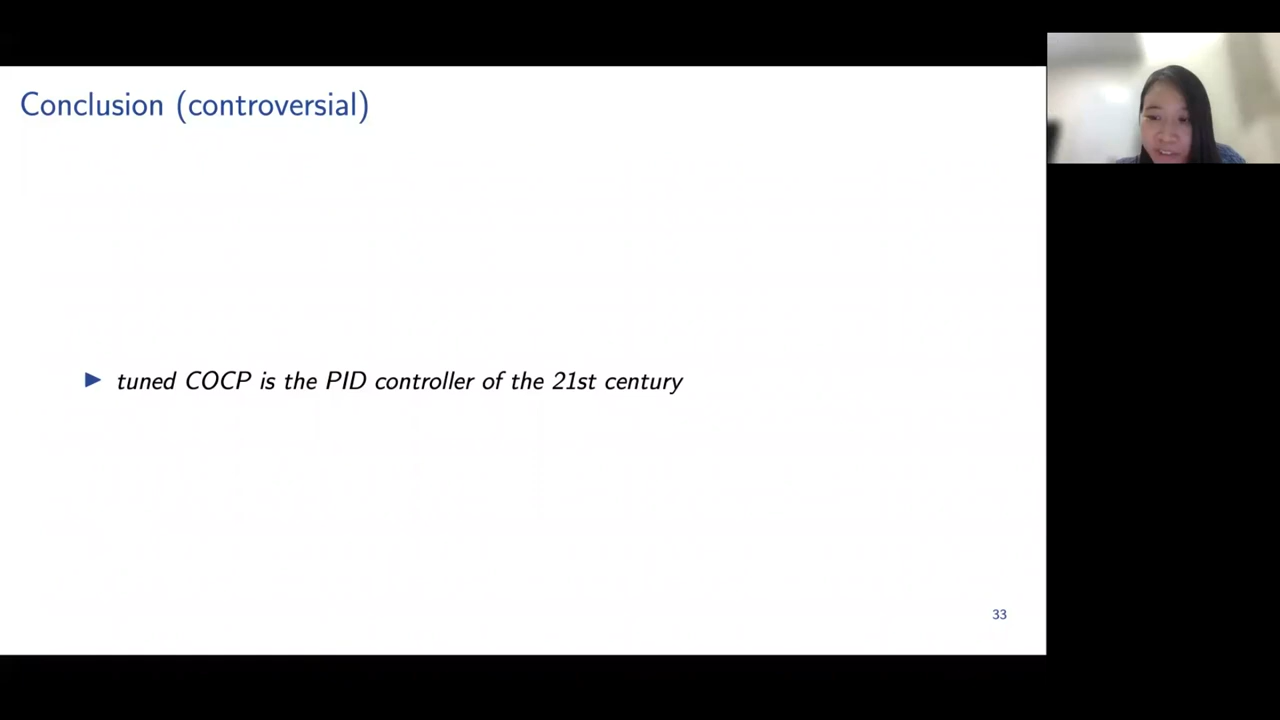 Conclusion (controversial)
▶ tuned COCP is the PID controller of the 21st century
33